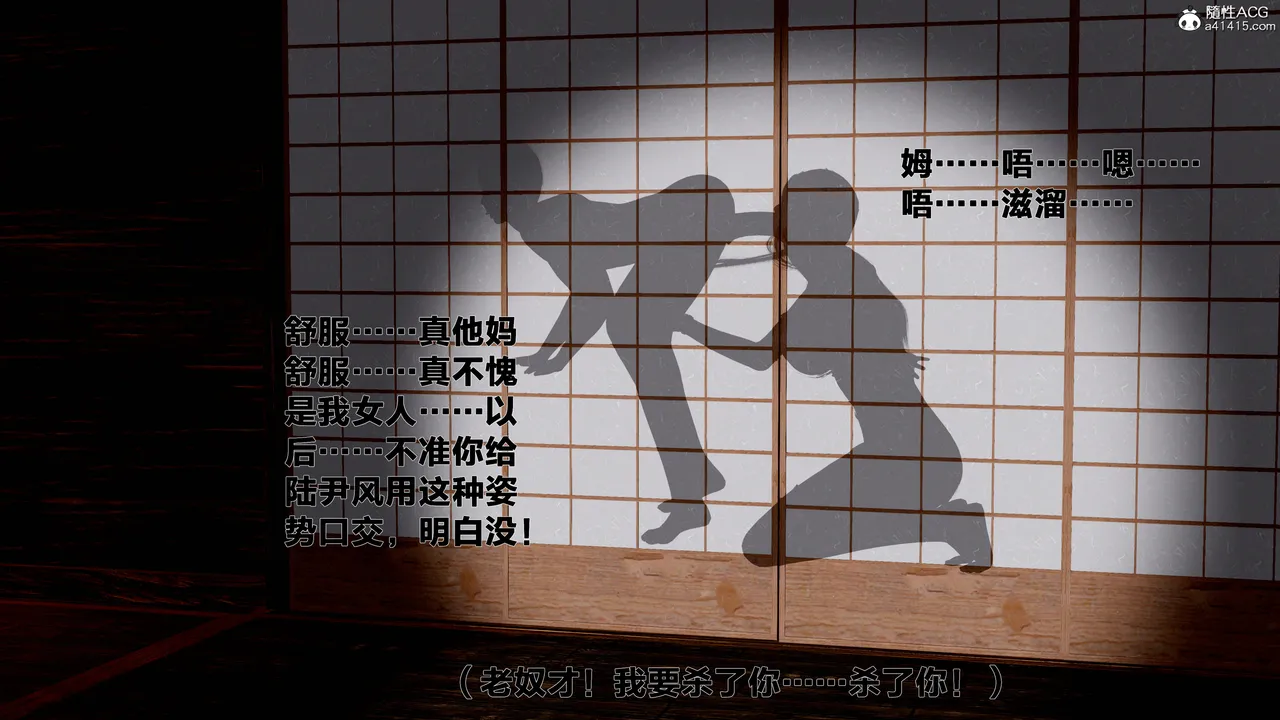 隨性ACG
a41415.com
姆……唔……嗯……
唔……滋溜……
舒服……真他妈
舒服……真不愧
是我女人……以
后……不准你给
陆尹风用这种姿
势口交，明白没！
（老奴才！我要杀了你……杀了你！）